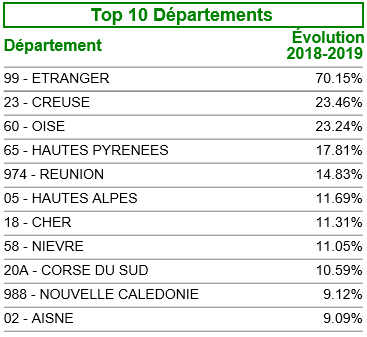 Top 10 Départements
Département Évolution 2018-2019
99 - ETRANGER 70.15%
23 - CREUSE 23.46%
60 - OISE 23.24%
65 - HAUTES PYRENEES 17.81%
974 - REUNION 14.83%
05 - HAUTES ALPES 11.69%
18 - CHER 11.31%
58 - NIEVRE 11.05%
20A - CORSE DU SUD 10.59%
988 - NOUVELLE CALEDONIE 9.12%
02 - AISNE 9.09%